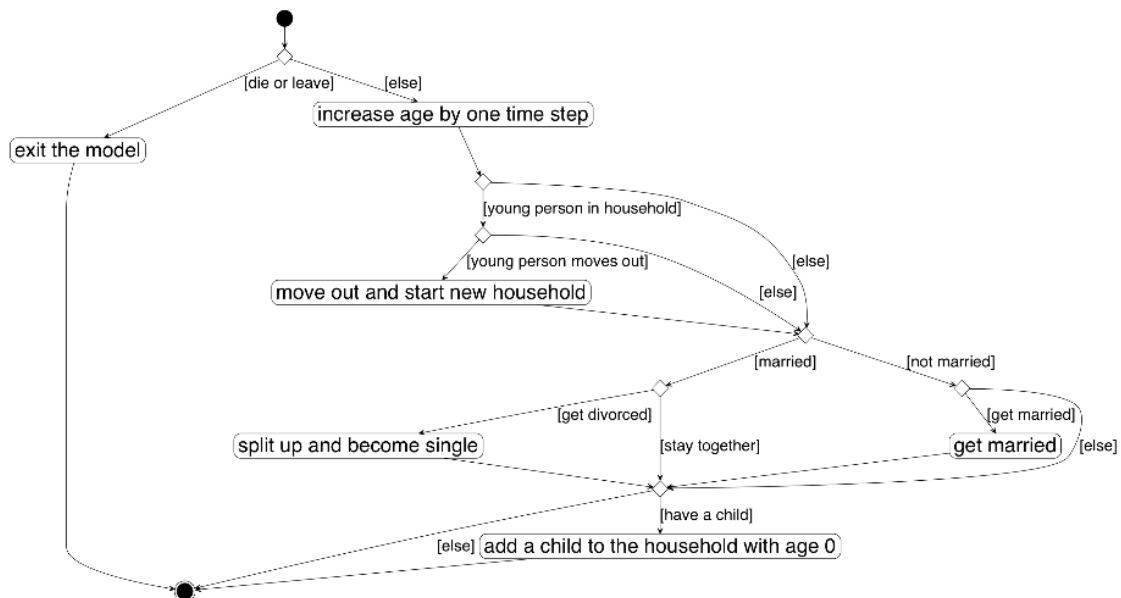 [die or leave]
[else]
increase age by one time step
exit the model
[young person in household]
[young person moves out]
[else]
move out and start new household
[else]
[married]
[not married]
[get divorced]
[get married]
split up and become single
[stay together]
get married
[else]
[have a child]
[else]
add a child to the household with age 0